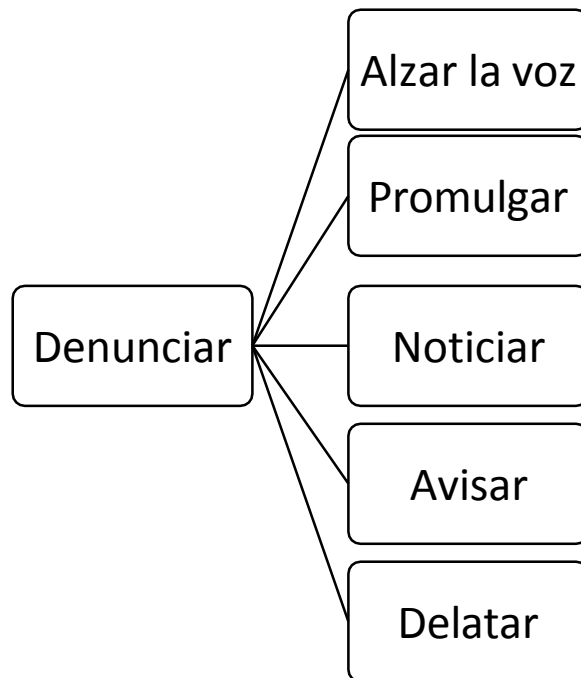 Alzar la voz
Promulgar
Denunciar
Noticiar
Avisar
Delatar